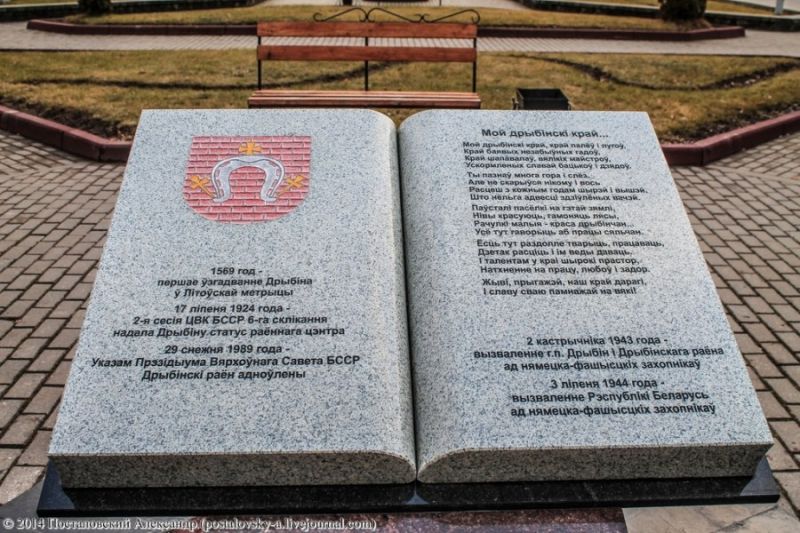 1569 год -
першае ўзгадванне Дрыбіна
ў Літоўскай метрыцы
17 ліпеня 1924 года -
2-я сесія ЦВК БССР 6-га склікання
надала Дрыбіну статус раённага цэнтра
29 снежня 1989 года -
Указам Прэзідыума Вярхоўнага Савета БССР
Дрыбінскі раён адноўлены
Мой дрыбінскі край...
Мой дрыбінскі край, край палёў і лугоў,
Край баявых незабыўных гадоў,
Край шапавалаў, вялікіх майстроў,
Ускормленых славай бацькоў і дзядоў.
Ты пазнаў многа гора і слёз,
Але не скарыўся нікому і вось
Расцеш з кожным годам шырэй і вышэй,
Што нельга адвесці здзіўленых вачэй.
Паўсталі пасёлкі на гэтай зямлі,
Нівы красуюць, гамоняць лясы,
Рачулкі малыя - краса дрыбінчан...
Усё тут гаворыць аб працы сяльчан.
Ёсць тут раздолле тварыць, працаваць,
Дзетак расціць і ім веды даваць,
І талентам у краі шырокі прастор,
Натхненне на працу, любоў і задор.
Жыві, прыгажэй, наш край дарагі,
І славу сваю памнажай на вякі!
2 кастрычніка 1943 года -
вызваленне г.п. Дрыбін і Дрыбінскага раёна
ад нямецка-фашысцкіх захопнікаў
3 ліпеня 1944 года -
вызваленне Рэспублікі Беларусь
ад нямецка-фашысцкіх захопнікаў
© 2014 Постаповский Александр (postalovsky-a.livejournal.com)